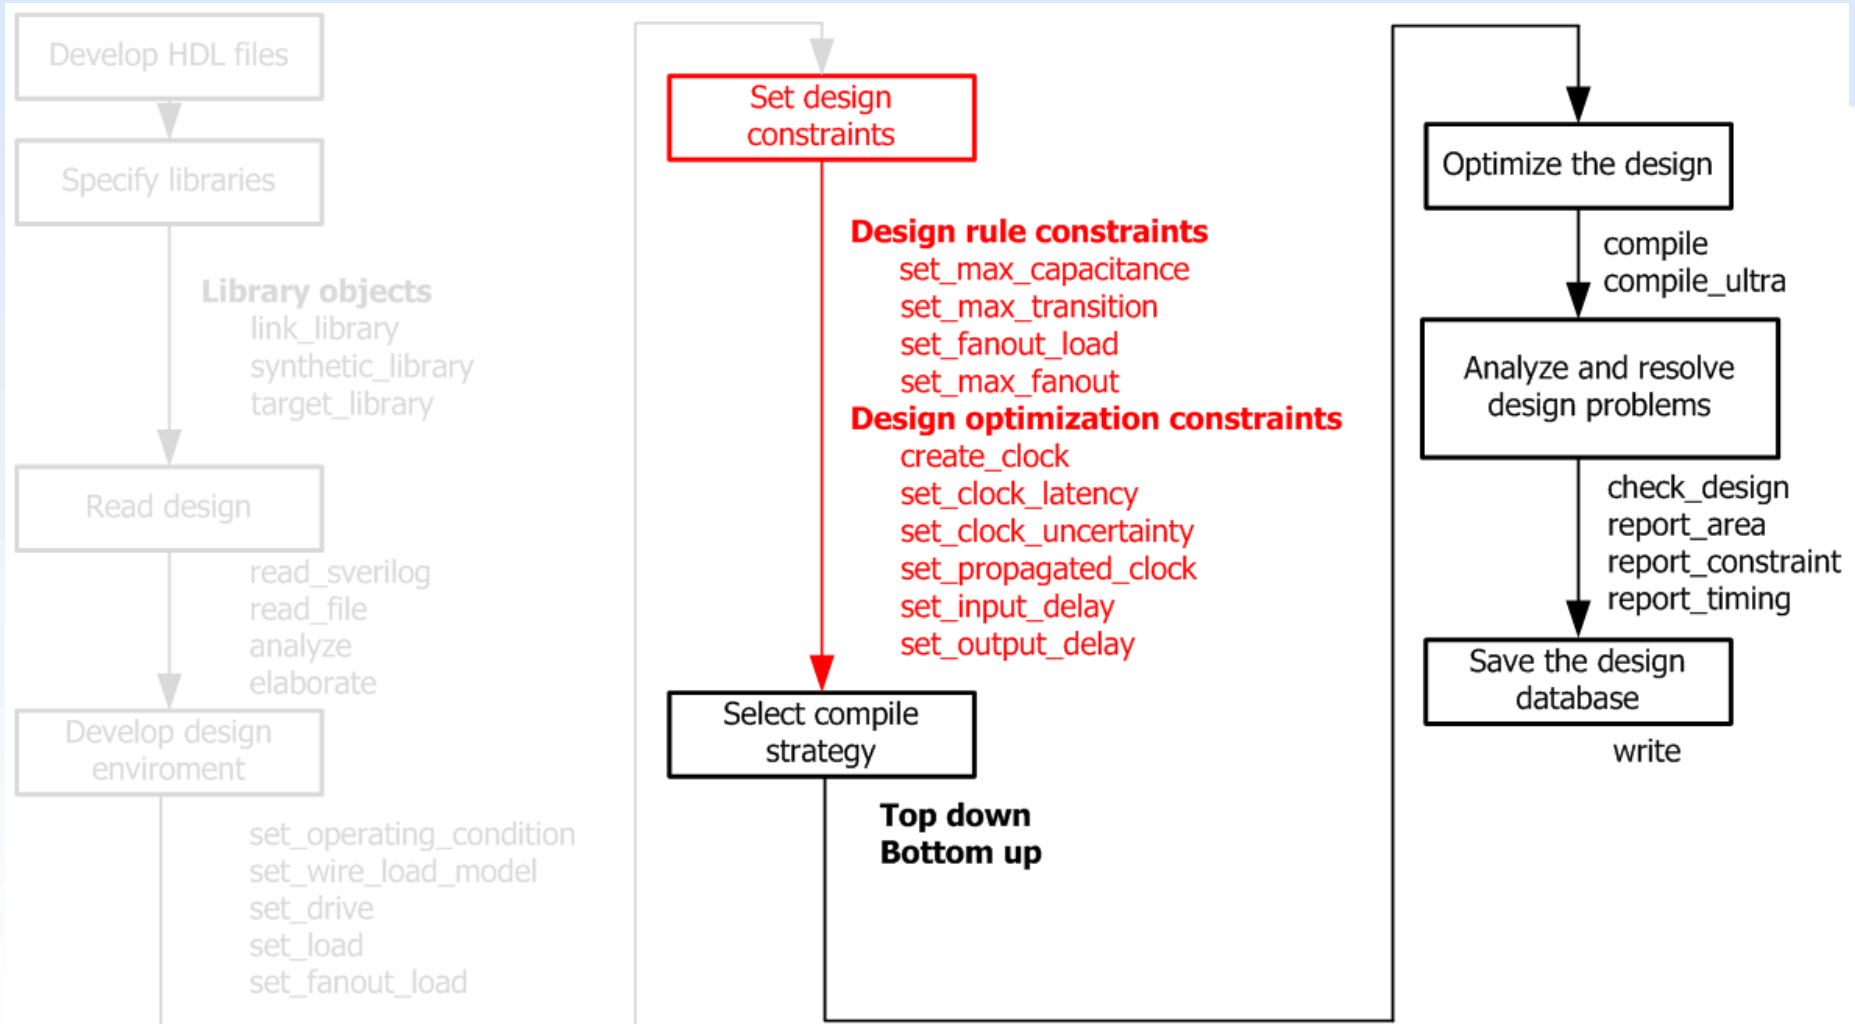 Develop HDL files
Specify libraries
Library objects
link_library
synthetic_library
target_library
Read design
read_sverilog
read_file
analyze
elaborate
Develop design
enviroment
set_operating_condition
set_wire_load_model
set_drive
set_load
set_fanout_load
Set design
constraints
Design rule constraints
set_max_capacitance
set_max_transition
set_fanout_load
set_max_fanout
Design optimization constraints
create_clock
set_clock_latency
set_clock_uncertainty
set_propagated_clock
set_input_delay
set_output_delay
Select compile
strategy
Top down
Bottom up
Optimize the design
compile
compile_ultra
Analyze and resolve
design problems
check_design
report_area
report_constraint
report_timing
Save the design
database
write